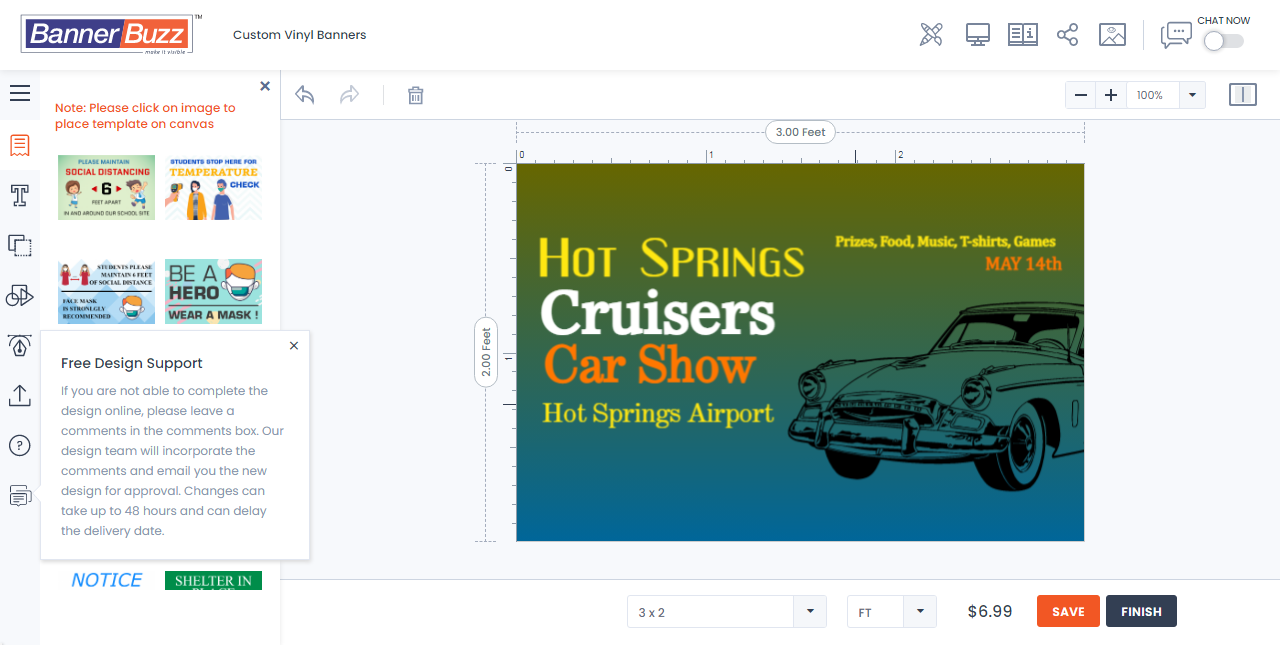 BannerBuzz™
make it visible
Custom Vinyl Banners
CHAT NOW
Note: Please click on image to
place template on canvas
100%
3.00 Feet
0
1
2
PLEASE MAINTAIN
SOCIAL DISTANCING
6
FEET APART
IN AND AROUND OUR SCHOOL SITE
STUDENTS STOP HERE FOR
TEMPERATURE
CHECK
STUDENTS PLEASE
MAINTAIN 6 FEET
OF SOCIAL DISTANCE
FACE MASK
IS STRONGLGY
RECOMMENDED
BE A
HERO
WEAR A MASK !
0
1
2.00 Feet
Prizes, Food, Music, T-shirts, Games
MAY 14th
Hot Springs
Cruisers
Car Show
Hot Springs Airport
Free Design Support
If you are not able to complete the
design online, please leave a
comments in the comments box. Our
design team will incorporate the
comments and email you the new
design for approval. Changes can
take up to 48 hours and can delay
the delivery date.
NOTICE
SHELTER IN
PLACE
3 x 2
FT
$6.99
SAVE
FINISH